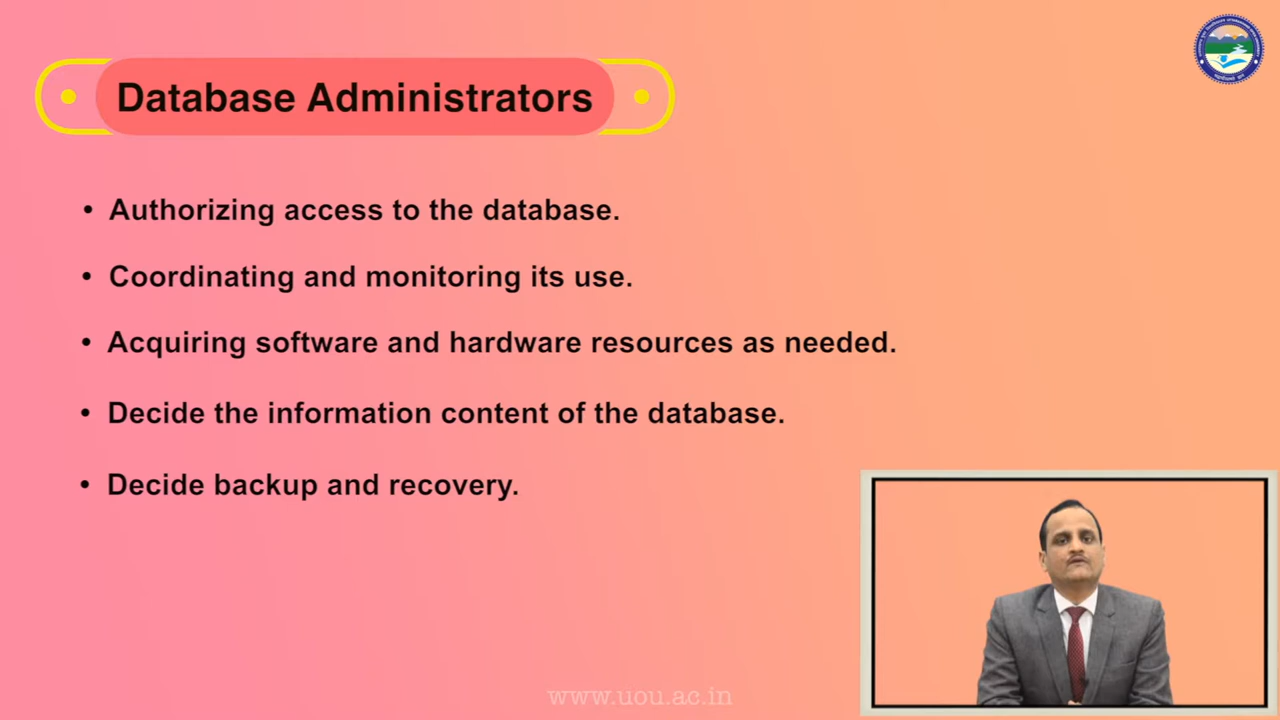 Database Administrators
• Authorizing access to the database.
• Coordinating and monitoring its use.
• Acquiring software and hardware resources as needed.
• Decide the information content of the database.
• Decide backup and recovery.
www.uou.ac.in